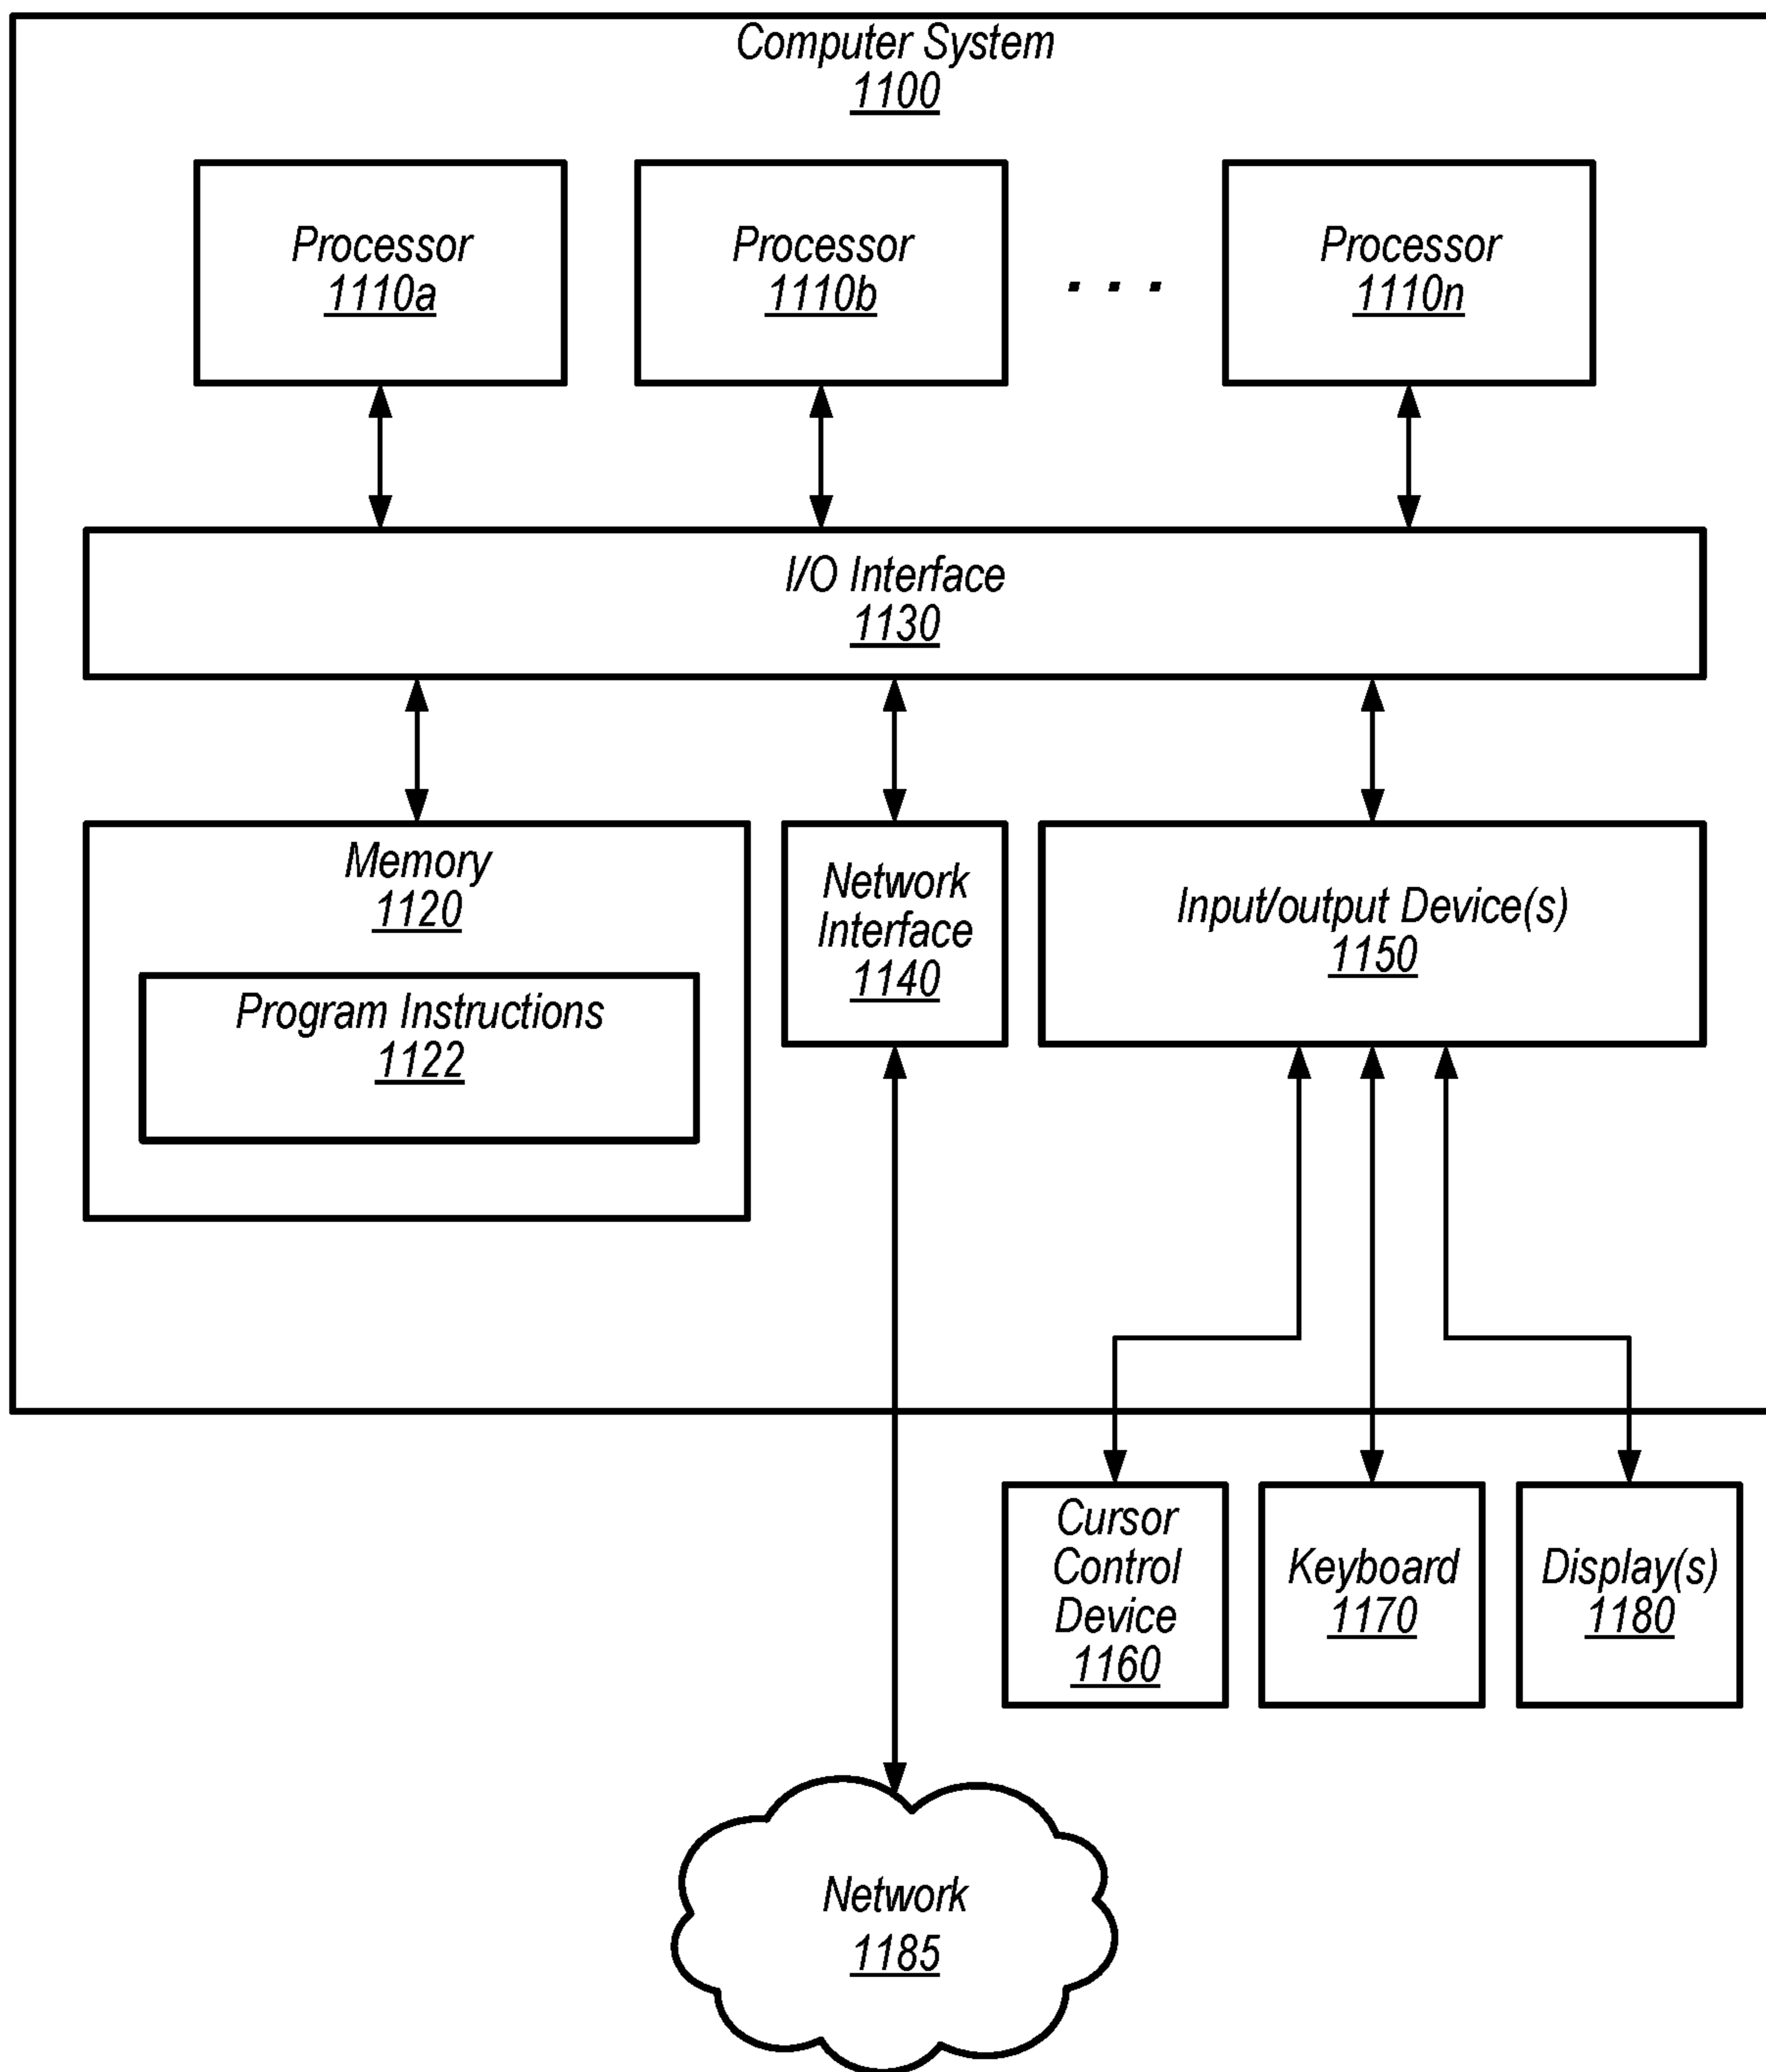 Computer System
1100
Processor
1110a
Processor
1110b
. . .
Processor
1110n
I/O Interface
1130
Memory
1120
Program Instructions
1122
Network
Interface
1140
Input/output Device(s)
1150
Cursor
Control
Device
1160
Keyboard
1170
Display(s)
1180
Network
1185